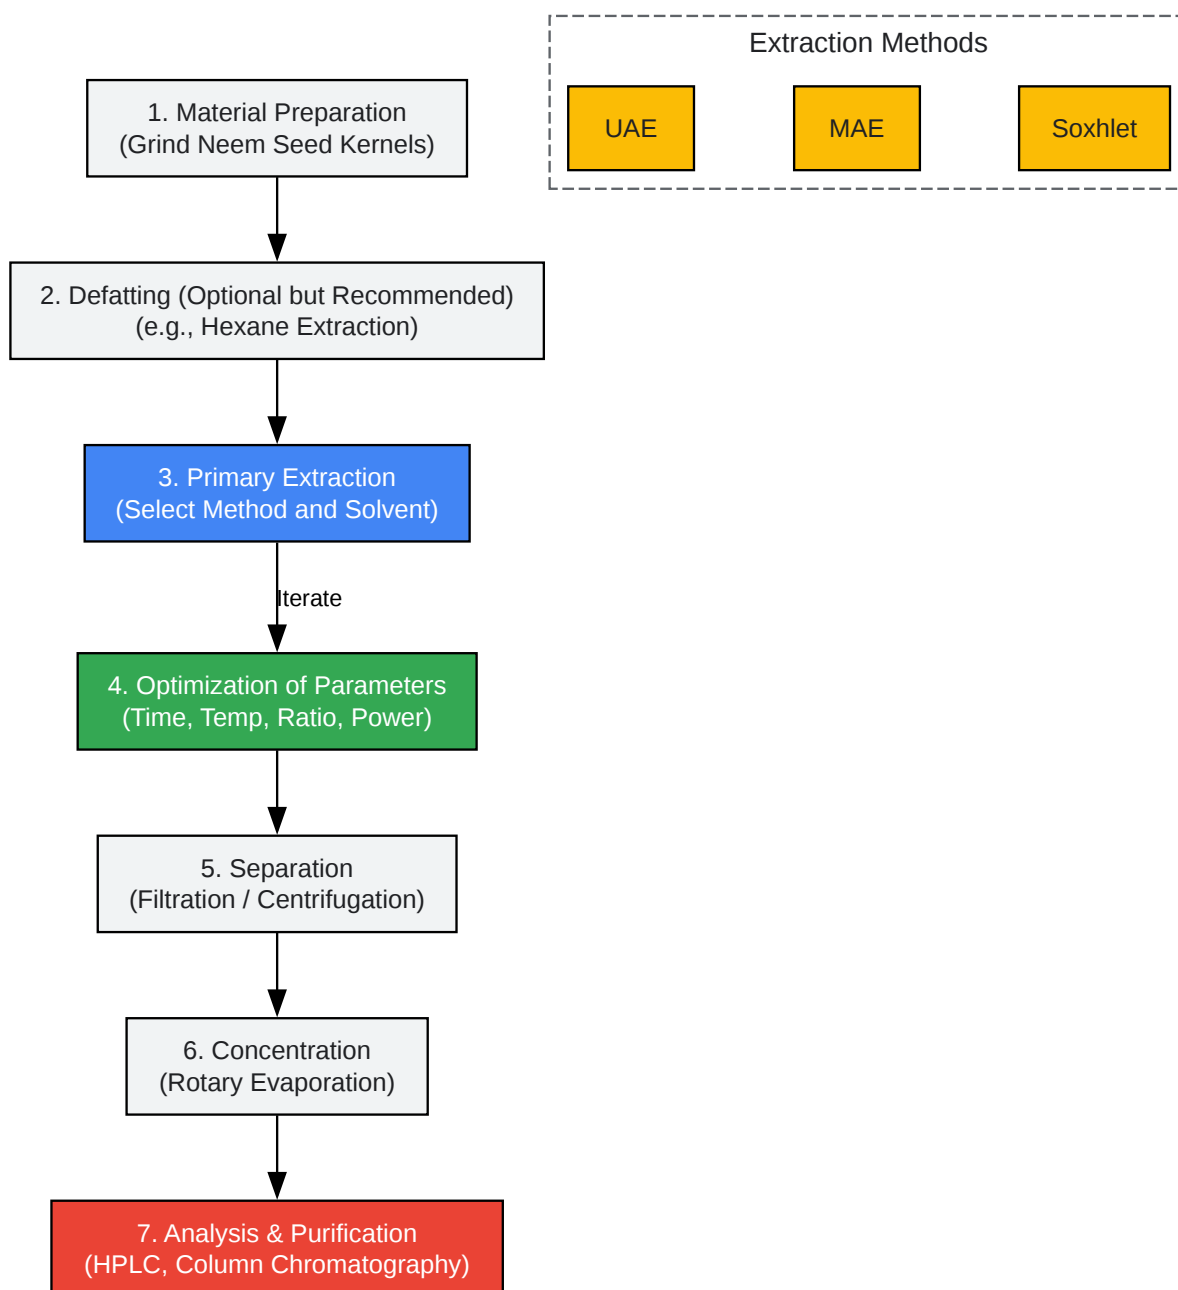 Extraction Methods
UAE
MAE
Soxhlet
1. Material Preparation
(Grind Neem Seed Kernels)
2. Defatting (Optional but Recommended)
(e.g., Hexane Extraction)
3. Primary Extraction
(Select Method and Solvent)
Iterate
4. Optimization of Parameters
(Time, Temp, Ratio, Power)
5. Separation
(Filtration / Centrifugation)
6. Concentration
(Rotary Evaporation)
7. Analysis & Purification
(HPLC, Column Chromatography)